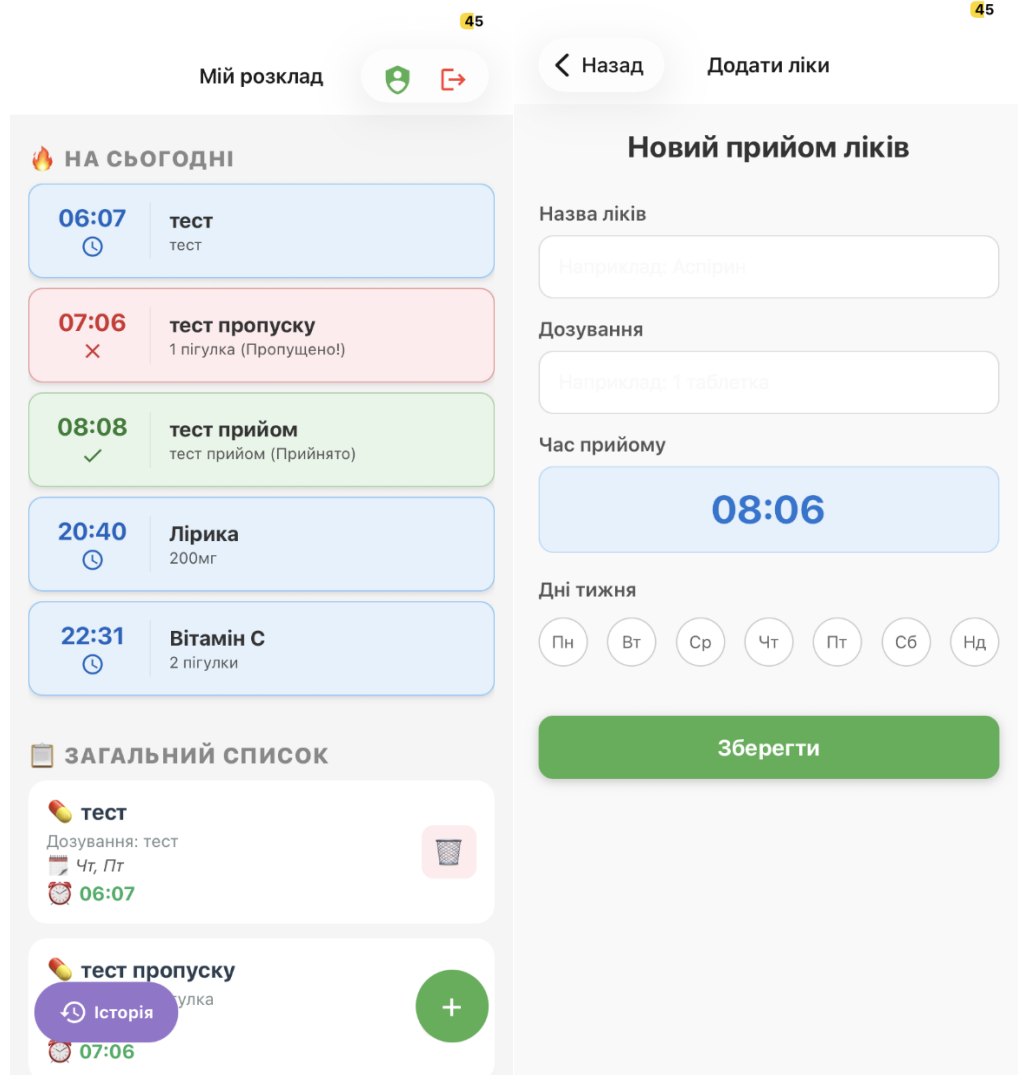 45
Мій розклад
НА СЬОГОДНІ
06:07
тест
тест
07:06
тест пропуску
1 пігулка (Пропущено!)
08:08
тест прийом
тест прийом (Прийнято)
20:40
Лірика
200мг
22:31
Вітамін С
2 пігулки
ЗАГАЛЬНИЙ СПИСОК
тест
Дозування: тест
Чт, Пт
06:07
тест пропуску
гулка
Історія
+
07:06
45
Назад
Додати ліки
Новий прийом ліків
Назва ліків
Наприклад: Аспірин
Дозування
Наприклад: 1 таблетка
Час прийому
08:06
Дні тижня
Пн Вт Ср Чт Пт Сб Нд
Зберегти